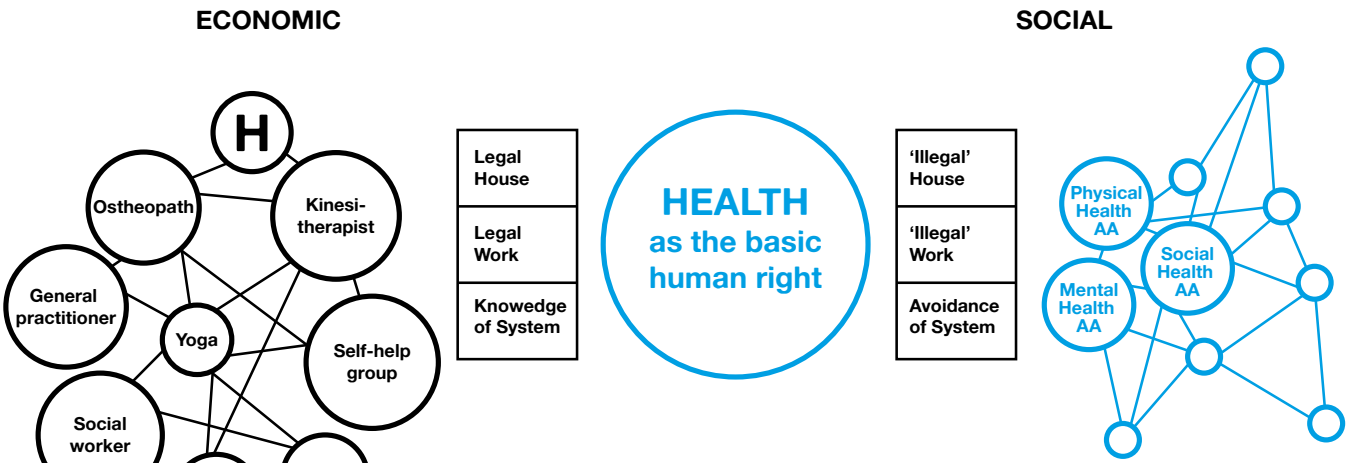 ECONOMIC
SOCIAL
H
Ostheopath
Kinesi-
therapist
General
practitioner
Yoga
Self-help
group
Social
worker
Legal
House
Legal
Work
Knowedge
of System
HEALTH
as the basic
human right
‘Illegal’
House
‘Illegal’
Work
Avoidance
of System
Physical
Health
AA
Social
Health
AA
Mental
Health
AA